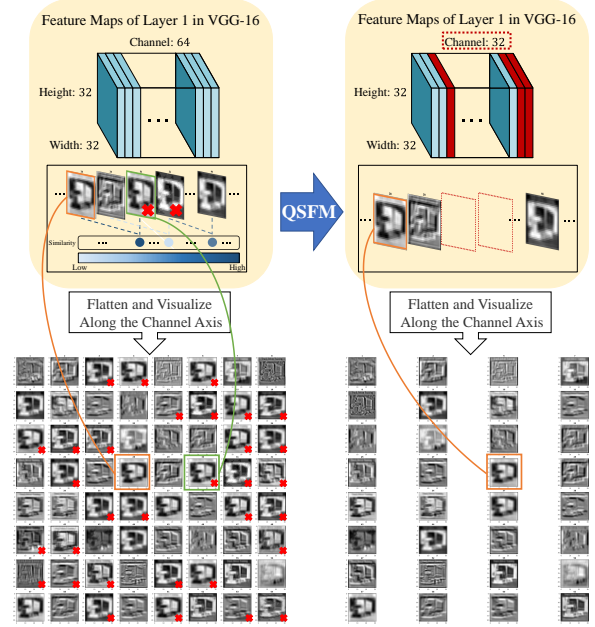 Feature Maps of Layer 1 in VGG-16
Channel: 64
Height: 32
Width: 32
...
...
...
...
Similarity
...
...
...
Low
High
Flatten and Visualize
Along the Channel Axis
QSFM
Feature Maps of Layer 1 in VGG-16
Channel: 32
Height: 32
Width: 32
...
...
...
...
Flatten and Visualize
Along the Channel Axis